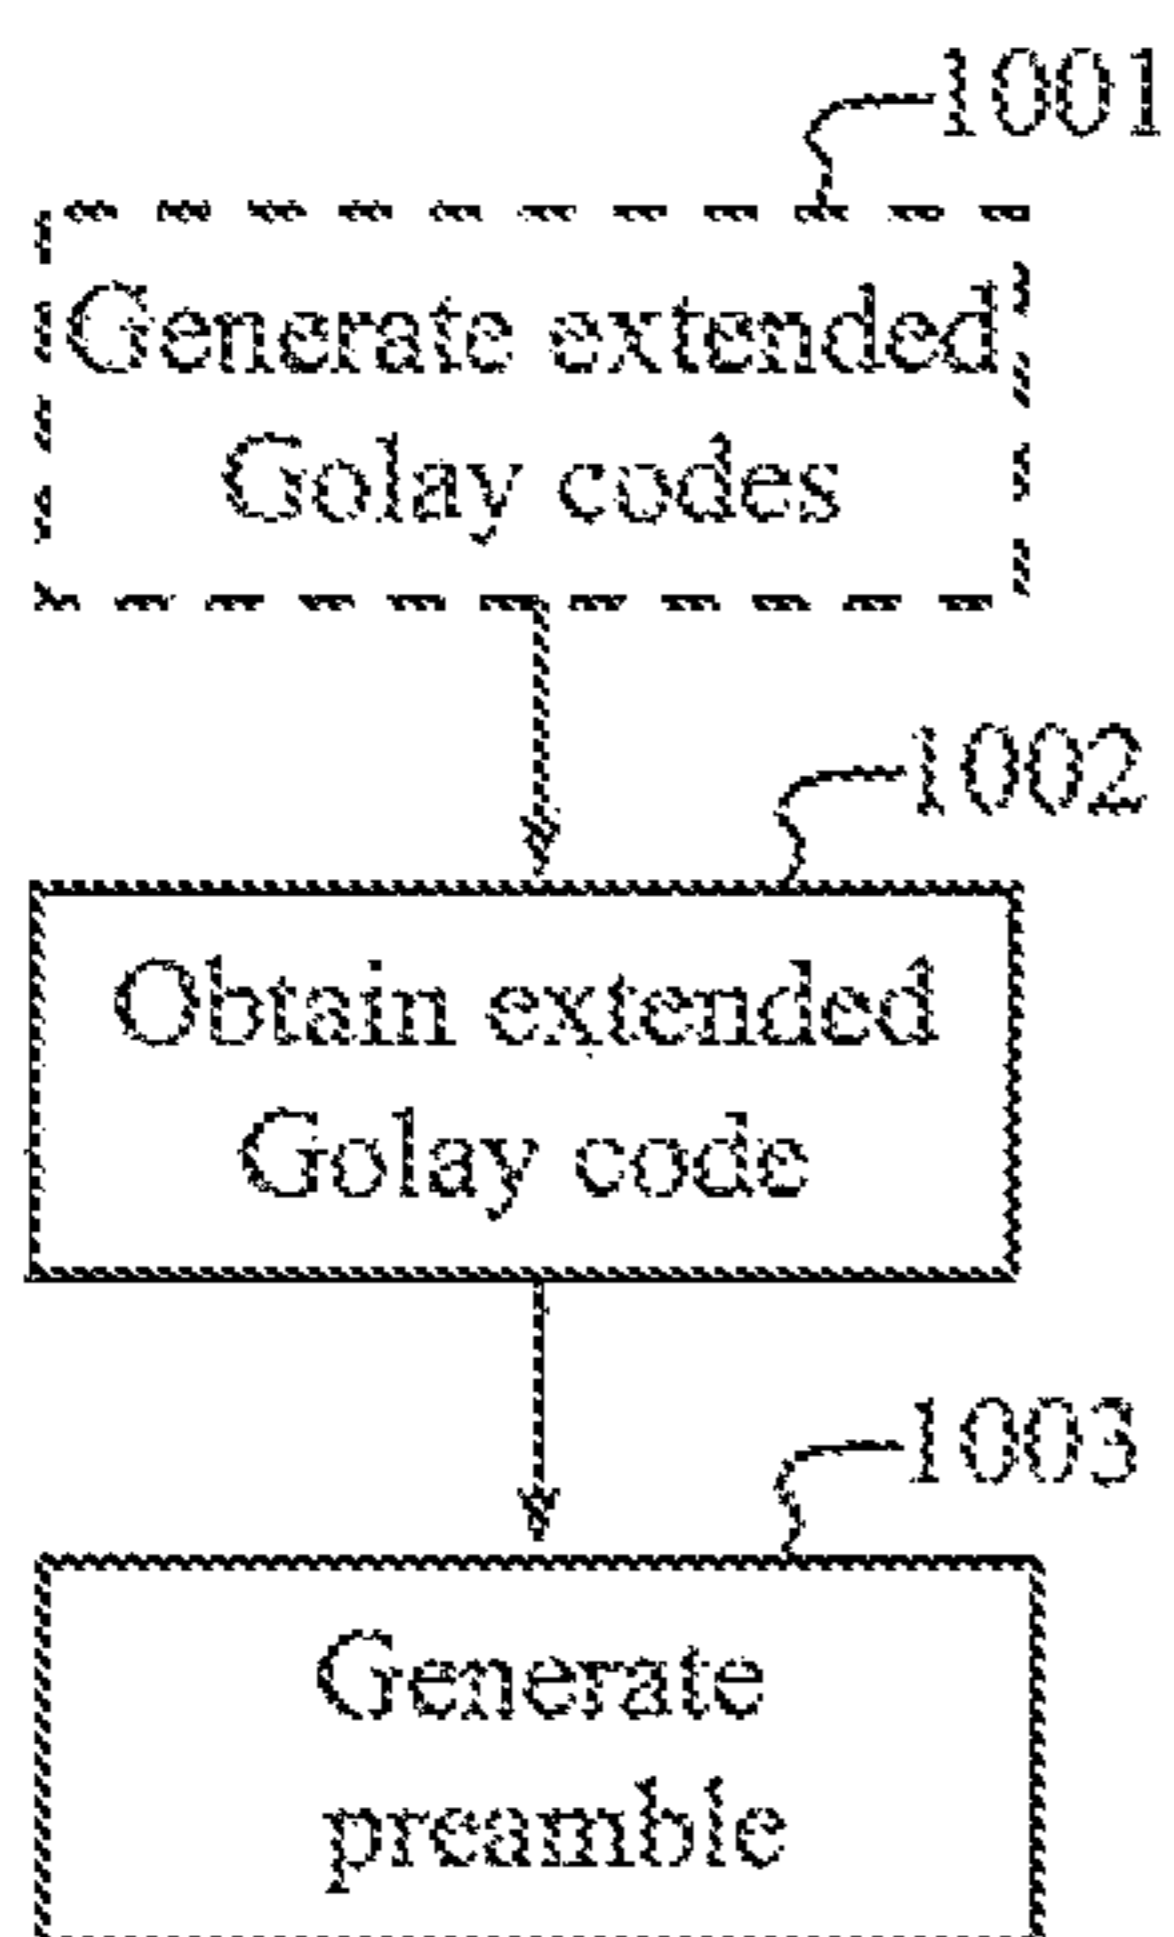 1001
Generate extended
Golay codes
1002
Obtain extended
Golay code
1003
Generate
preamble